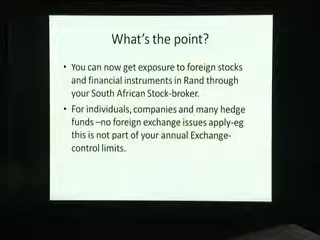 What's the point?
• You can now get exposure to foreign stocks
and financial instruments in Rand through
your South African Stock-broker.
• For individuals, companies and many hedge
funds –no foreign exchange issues apply-eg
this is not part of your annual Exchange-
control limits.